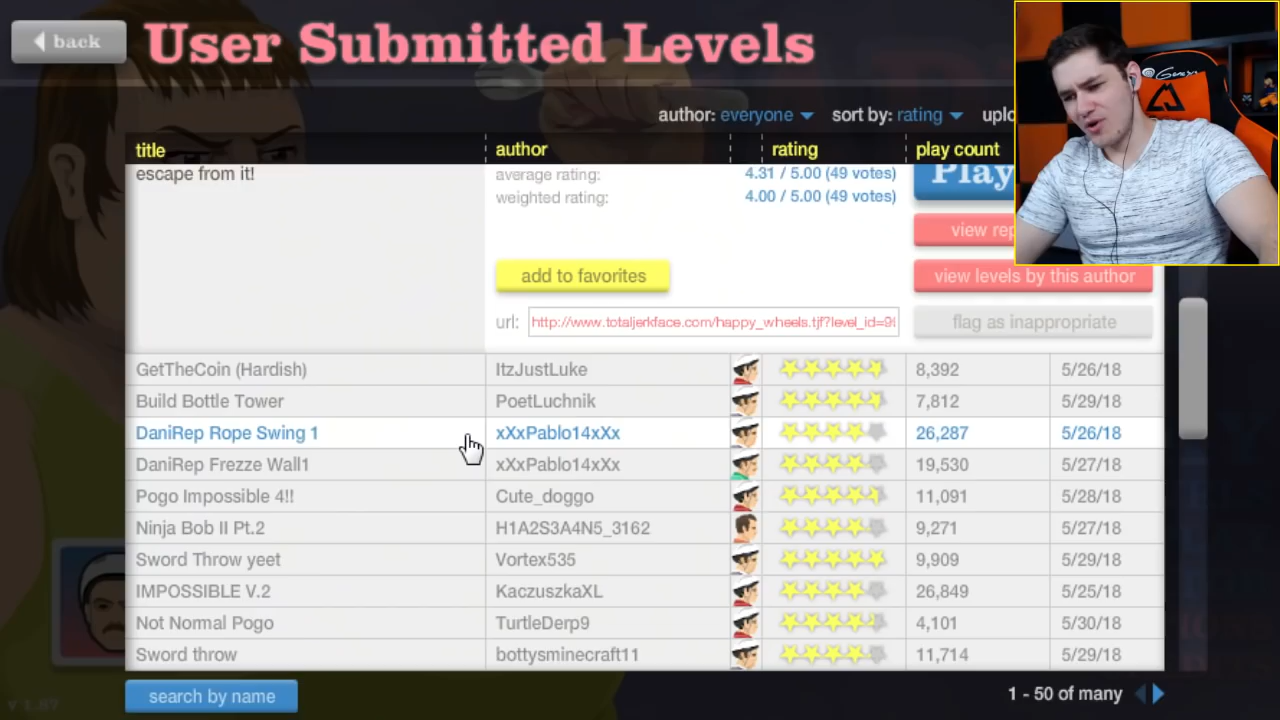 back
User Submitted Levels
author: everyone sort by: rating
title author rating play count
escape from it!
average rating: 4.31 / 5.00 (49 votes)
Play
weighted rating: 4.00 / 5.00 (49 votes)
view
add to favorites
view levels by this author
url:
flag as inappropriate
GetTheCoin (Hardish) ItzJustLuke 8,392 5/26/18
Build Bottle Tower PoetLuchnik 7,812 5/29/18
DaniRep Rope Swing 1 xXxPablo14xXx 26,287 5/26/18
DaniRep Frezze Wall1 xXxPablo14xXx 19,530 5/27/18
Pogo Impossible 4!! Cute_doggo 11,091 5/28/18
Ninja Bob II Pt.2 H1A2S3A4N5_3162 9,271 5/27/18
Sword Throw yeet Vortex535 9,909 5/29/18
IMPOSSIBLE V.2 KaczuszkaXL 26,849 5/25/18
Not Normal Pogo TurtleDerp9 4,101 5/30/18
Sword throw bottysminecraft11 11,714 5/29/18
search by name
1 - 50 of many